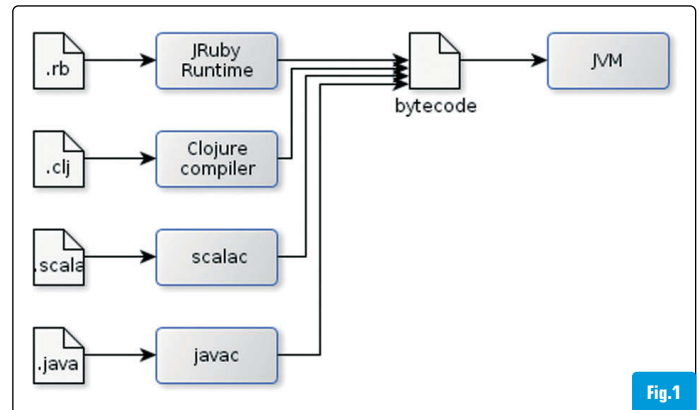 .rb
JRuby
Runtime
bytecode
JVM
.clj
Clojure
compiler
.scala
scalac
.java
javac
Fig.1